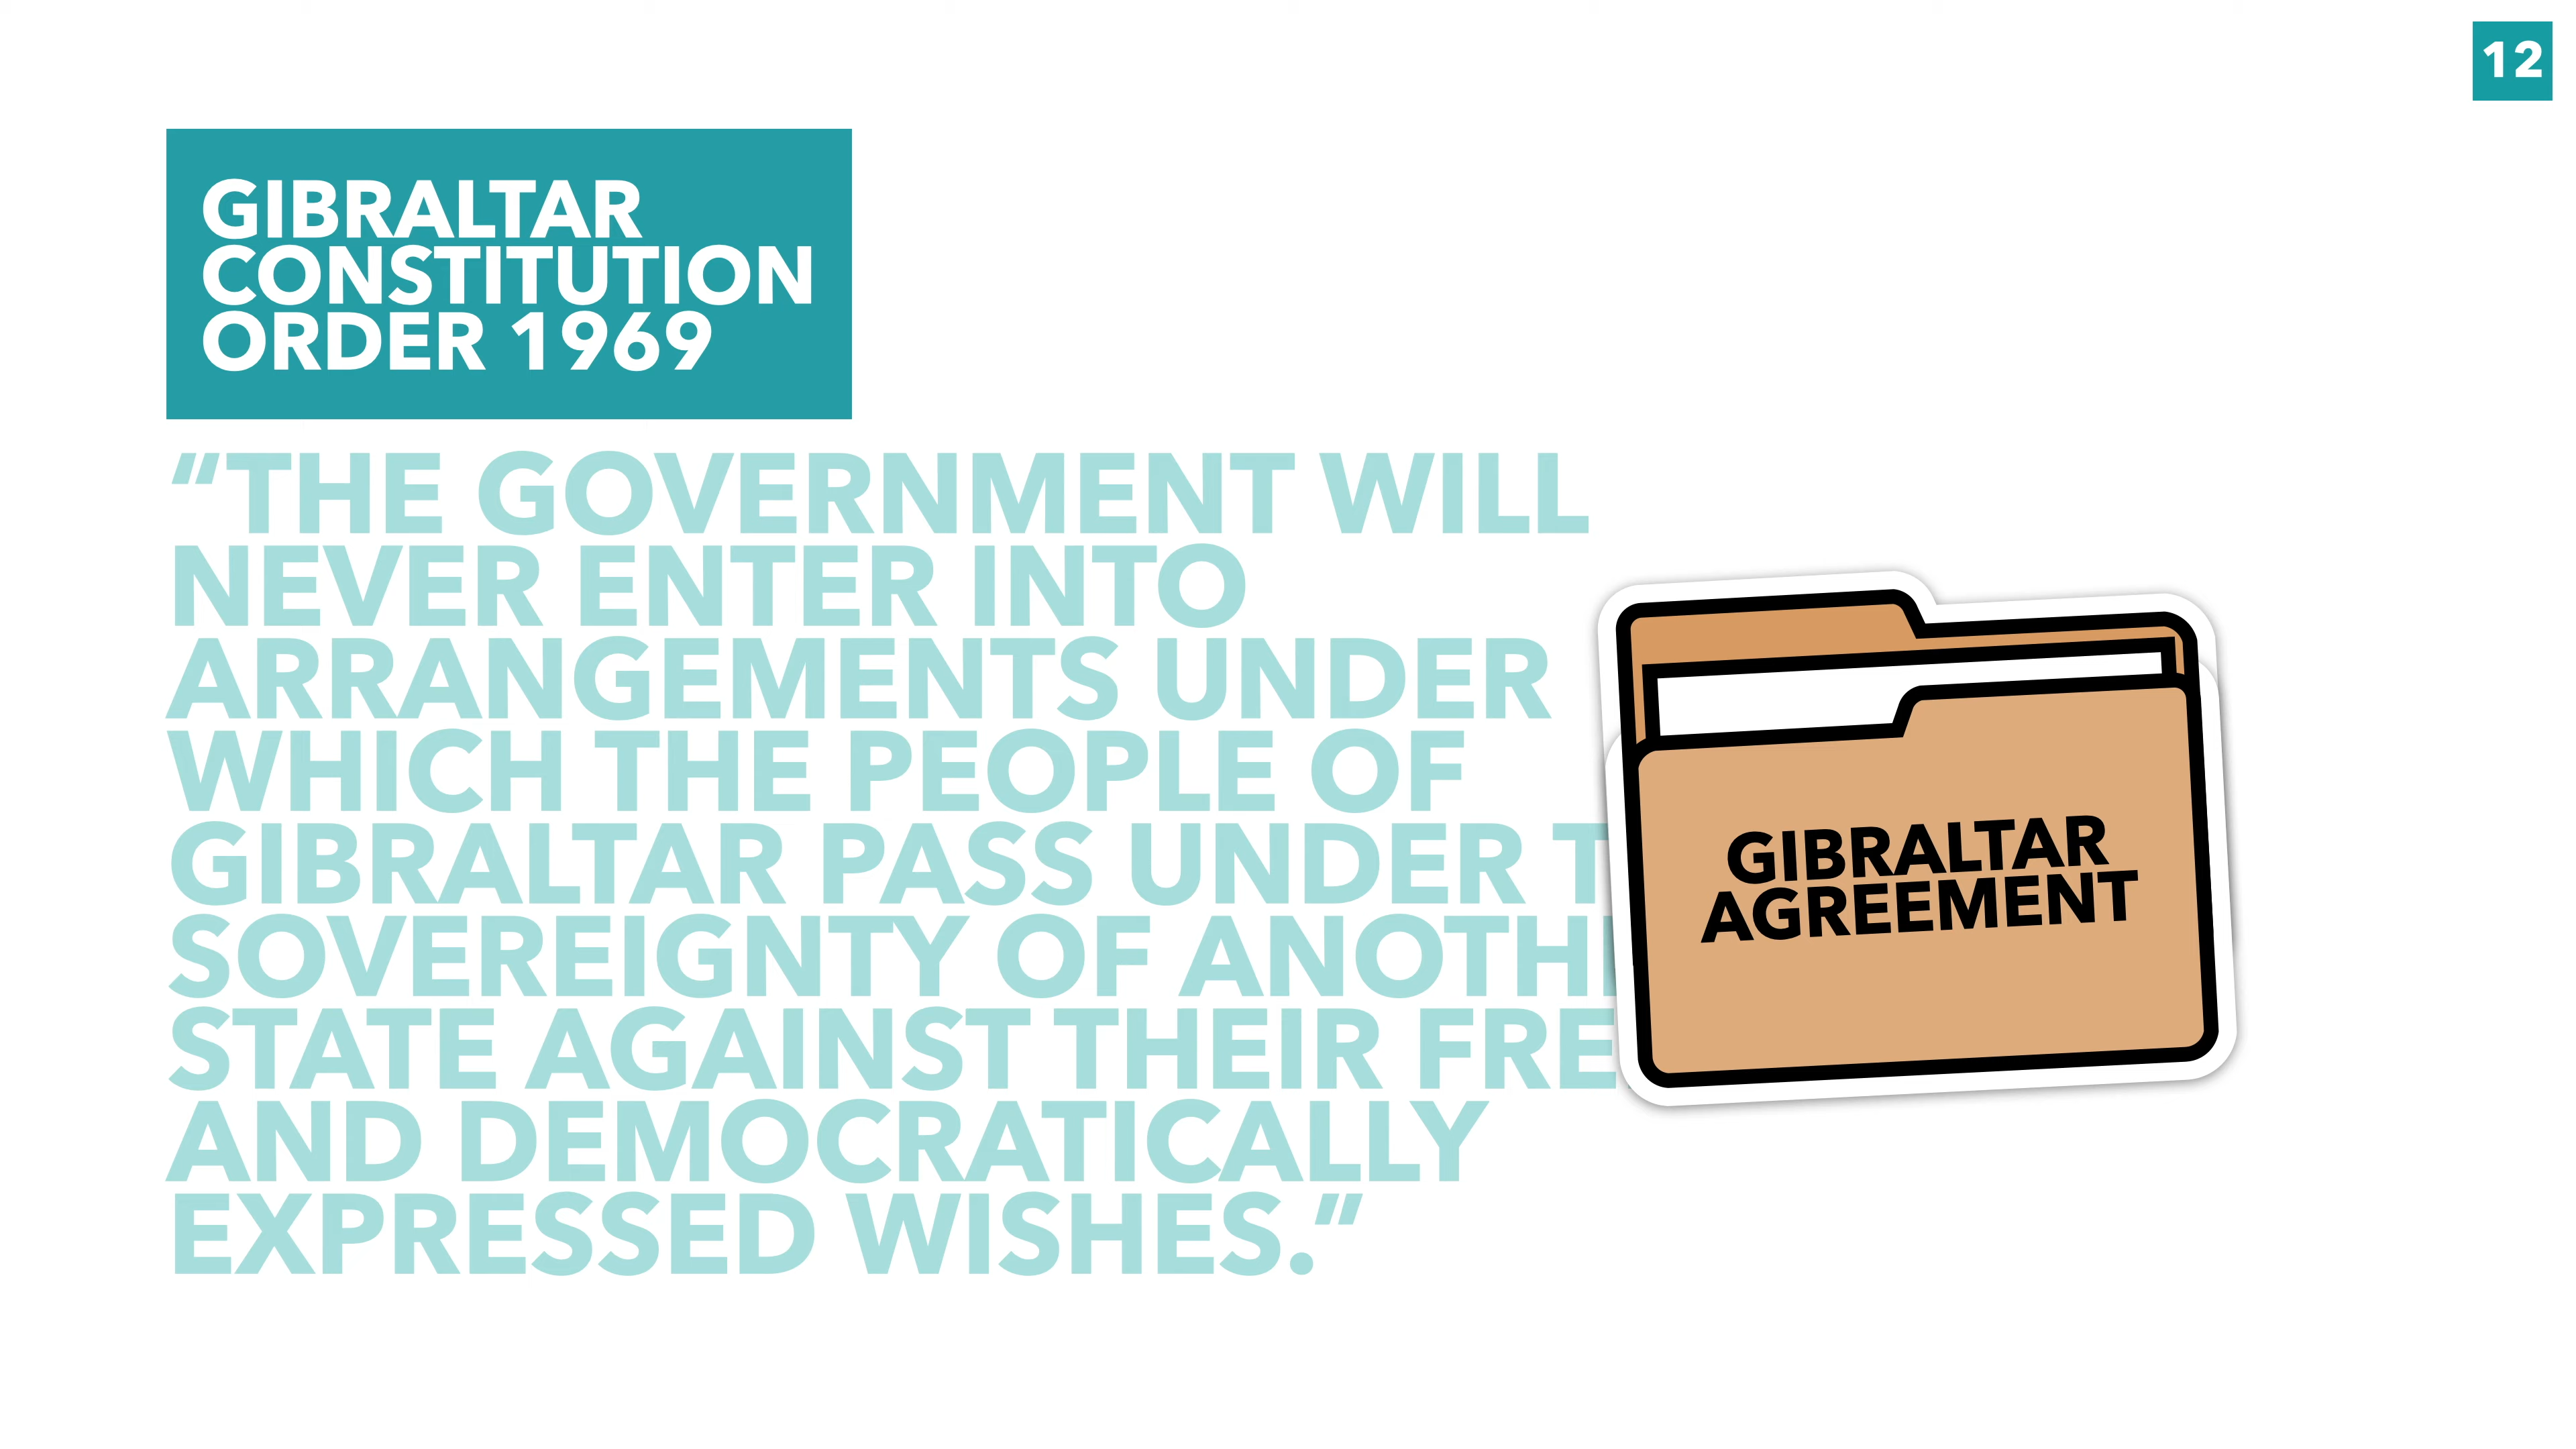 12
GIBRALTAR
CONSTITUTION
ORDER 1969
“THE GOVERNMENT WILL
NEVER ENTER INTO
ARRANGEMENTS UNDER
WHICH THE PEOPLE OF
GIBRALTAR PASS UNDER
SOVEREIGNTY OF
STATE AGAINST THEIR
AND DEMOCRATICALLY
EXPRESSED WISHES.”
GIBRALTAR
AGREEMENT